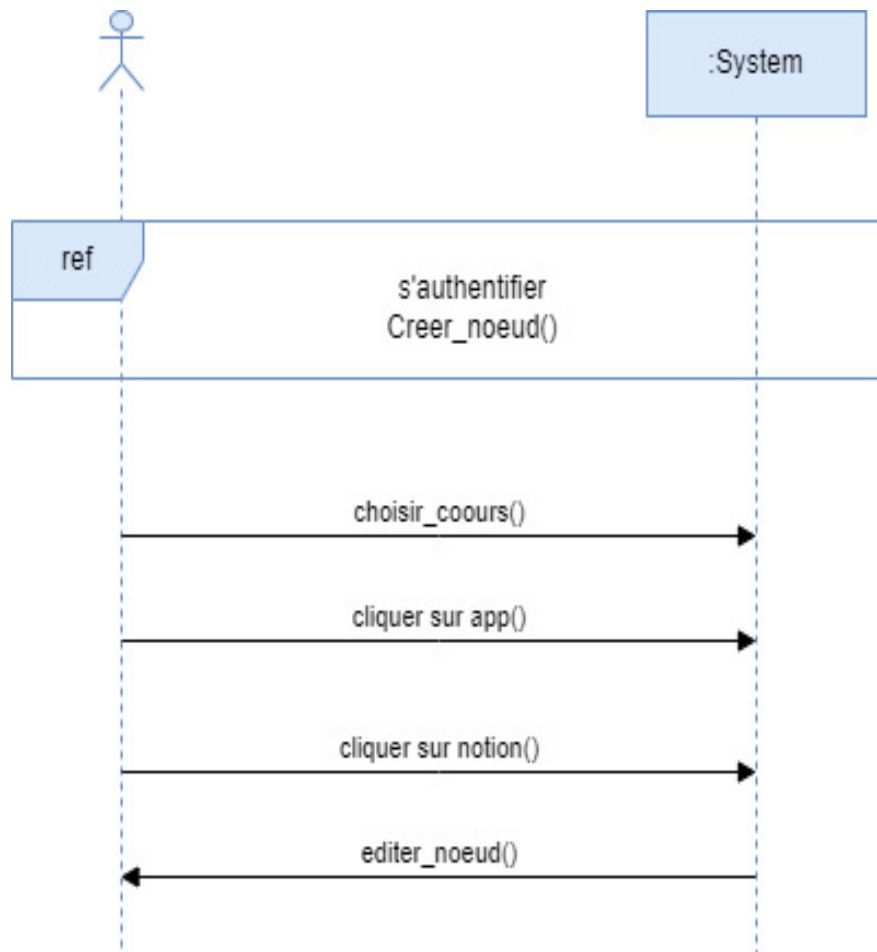 :System
ref
s'authentifier
Creer_noeud()
choisir_coours()
cliquer sur app()
cliquer sur notion()
editer_noeud()